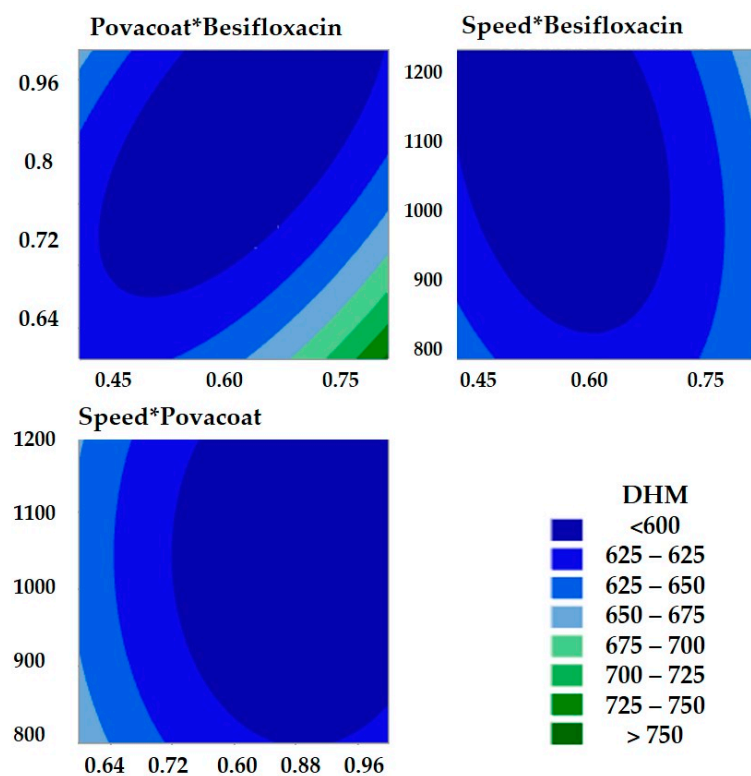 Povacoat*Besifloxacin
0.96
0.8
0.72
0.64
0.45 0.60 0.75
Speed*Besifloxacin
1200
1100
1000
900
800
0.45 0.60 0.75
Speed*Povacoat
1200
1100
1000
900
800
0.64 0.72 0.60 0.88 0.96
DHM
<600
625 – 625
625 – 650
650 – 675
675 – 700
700 – 725
725 – 750
> 750